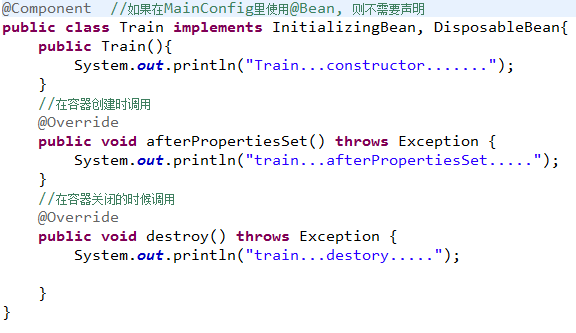 @Component  //如果在MainConfig里使用@Bean, 则不需要声明
public class Train implements InitializingBean, DisposableBean{
    public Train(){
        System.out.println("Train...constructor.......");
    }
    //在容器创建时调用
    @Override
    public void afterPropertiesSet() throws Exception {
        System.out.println("train...afterPropertiesSet.....");
    }
    //在容器关闭的时候调用
    @Override
    public void destroy() throws Exception {
        System.out.println("train...destory.....");
    }
}